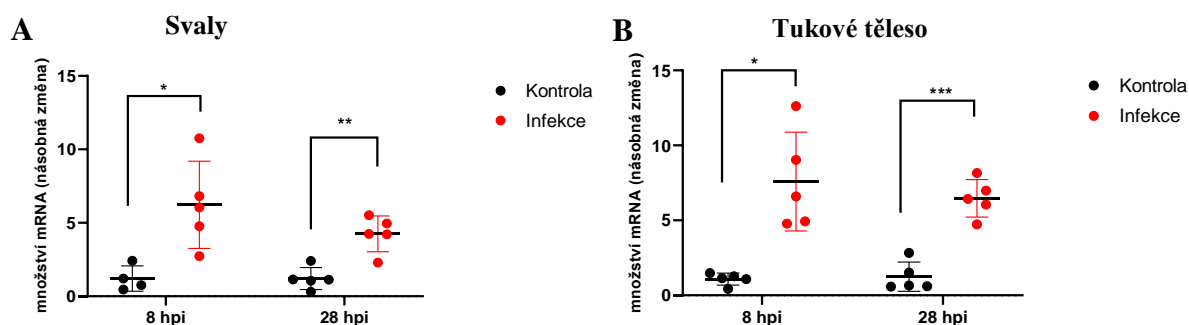 A
Svaly
množství mRNA (násobná změna)
15
10
5
0
*
**
8 hpi
28 hpi
Kontrola
Infekce
B
Tukové těleso
množství mRNA (násobná změna)
15
10
5
0
*
***
8 hpi
28 hpi
Kontrola
Infekce